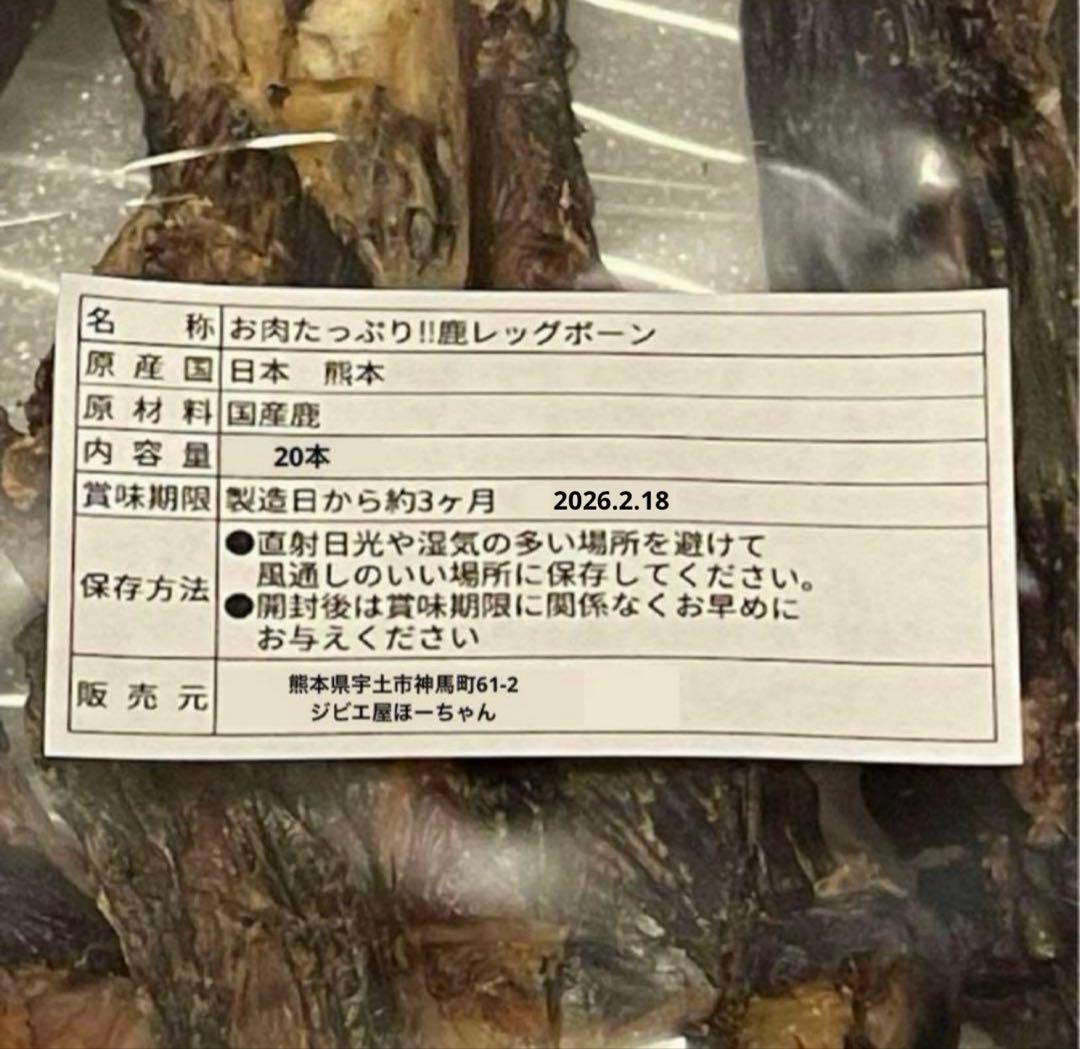 名称 お肉たっぷり!!鹿レッグボーン
原産国 日本 熊本
原材料 国産鹿
内容量 20本
賞味期限 製造日から約3ヶ月 2026.2.18
保存方法 ●直射日光や湿気の多い場所を避けて
風通しのいい場所に保存してください。
●開封後は賞味期限に関係なくお早めに
お与えください
販売元 熊本県宇土市神馬町61-2
ジビエ屋ほーちゃん